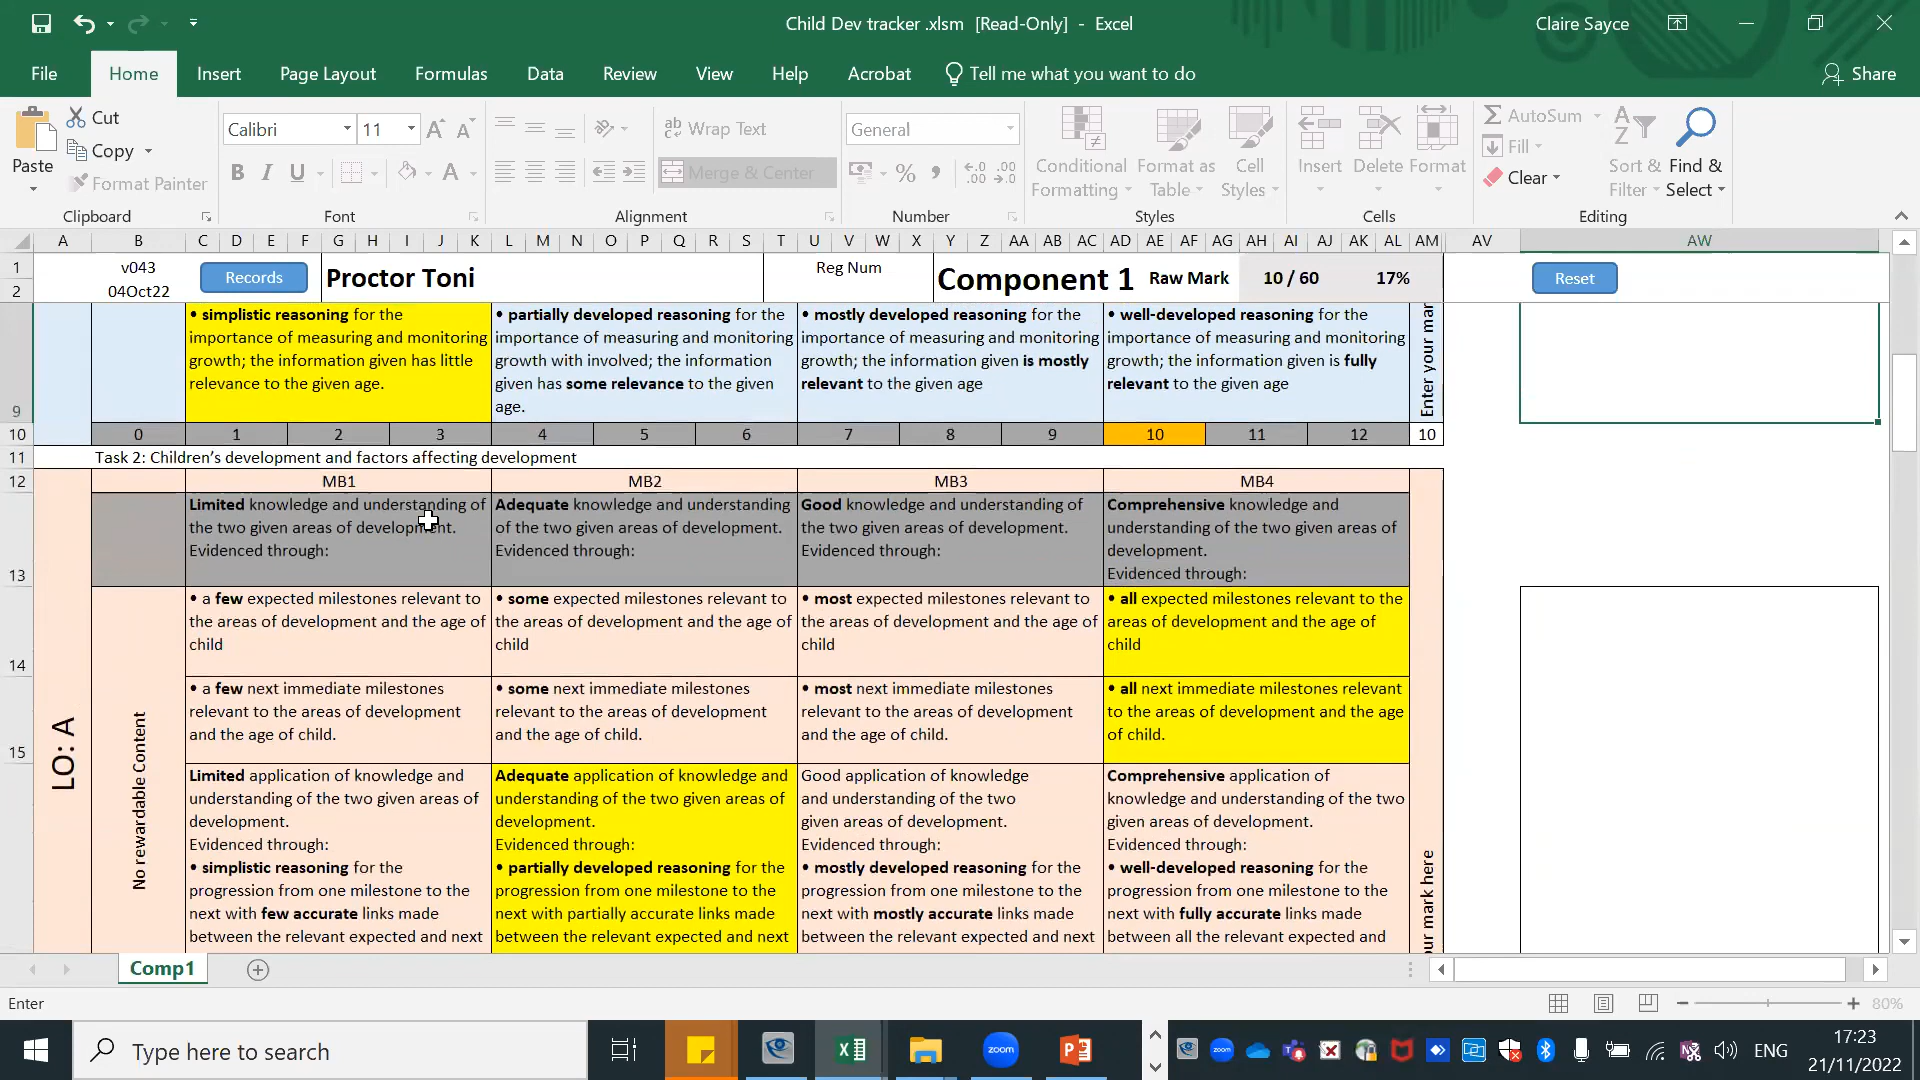 Child Dev tracker .xlsm [Read-Only] - Excel
Claire Sayce
File Home Insert Page Layout Formulas Data Review View Help Acrobat Tell me what you want to do Share
Paste
Cut
Copy
Format Painter
Clipboard
Calibri 11
B I U
Font
Wrap Text
Merge & Center
Alignment
General
Number
Conditional Formatting
Format as Table
Cell Styles
Styles
Insert Delete Format
Cells
AutoSum
Fill
Clear
Sort & Filter
Find & Select
Editing
A B C D E F G H I J K L M N O P Q R S T U V W X Y Z AA AB AC AD AE AF AG AH AI AJ AK AL AM AV AW
1
2
v043
04Oct22
Records
Proctor Toni
Reg Num
Component 1 Raw Mark 10 / 60 17%
Reset
9
• simplistic reasoning for the
importance of measuring and monitoring
growth; the information given has little
relevance to the given age.
• partially developed reasoning for the
importance of measuring and monitoring
growth with involved; the information
given has some relevance to the given
age.
• mostly developed reasoning for the
importance of measuring and monitoring
growth; the information given is mostly
relevant to the given age
• well-developed reasoning for the
importance of measuring and monitoring
growth; the information given is fully
relevant to the given age
Enter your mar
10 0 1 2 3 4 5 6 7 8 9 10 11 12 10
11 Task 2: Children's development and factors affecting development
12 MB1 MB2 MB3 MB4
13
Limited knowledge and understanding of
the two given areas of development.
Evidenced through:
Adequate knowledge and understanding
of the two given areas of development.
Evidenced through:
Good knowledge and understanding of
the two given areas of development.
Evidenced through:
Comprehensive knowledge and
understanding of the two given areas of
development.
Evidenced through:
14
• a few expected milestones relevant to
the areas of development and the age of
child
• some expected milestones relevant to
the areas of development and the age of
child
• most expected milestones relevant to
the areas of development and the age of
child
• all expected milestones relevant to the
areas of development and the age of
child
15
• a few next immediate milestones
relevant to the areas of development
and the age of child.
• some next immediate milestones
relevant to the areas of development
and the age of child.
• most next immediate milestones
relevant to the areas of development
and the age of child.
• all next immediate milestones relevant
to the areas of development and the age
of child.
LO: A
No rewardable Content
Limited application of knowledge and
understanding of the two given areas of
development.
Evidenced through:
• simplistic reasoning for the
progression from one milestone to the
next with few accurate links made
between the relevant expected and next
Adequate application of knowledge and
understanding of the two given areas of
development.
Evidenced through:
• partially developed reasoning for the
progression from one milestone to the
next with partially accurate links made
between the relevant expected and next
Good application of knowledge
and understanding of the two
given areas of development.
Evidenced through:
• mostly developed reasoning for the
progression from one milestone to the
next with mostly accurate links made
between the relevant expected and next
Comprehensive application of
knowledge and understanding of the two
given areas of development.
Evidenced through:
• well-developed reasoning for the
progression from one milestone to the
next with fully accurate links made
between all the relevant expected and
our mark here
Comp1
Enter
80%
Type here to search
zoom
ENG
17:23
21/11/2022